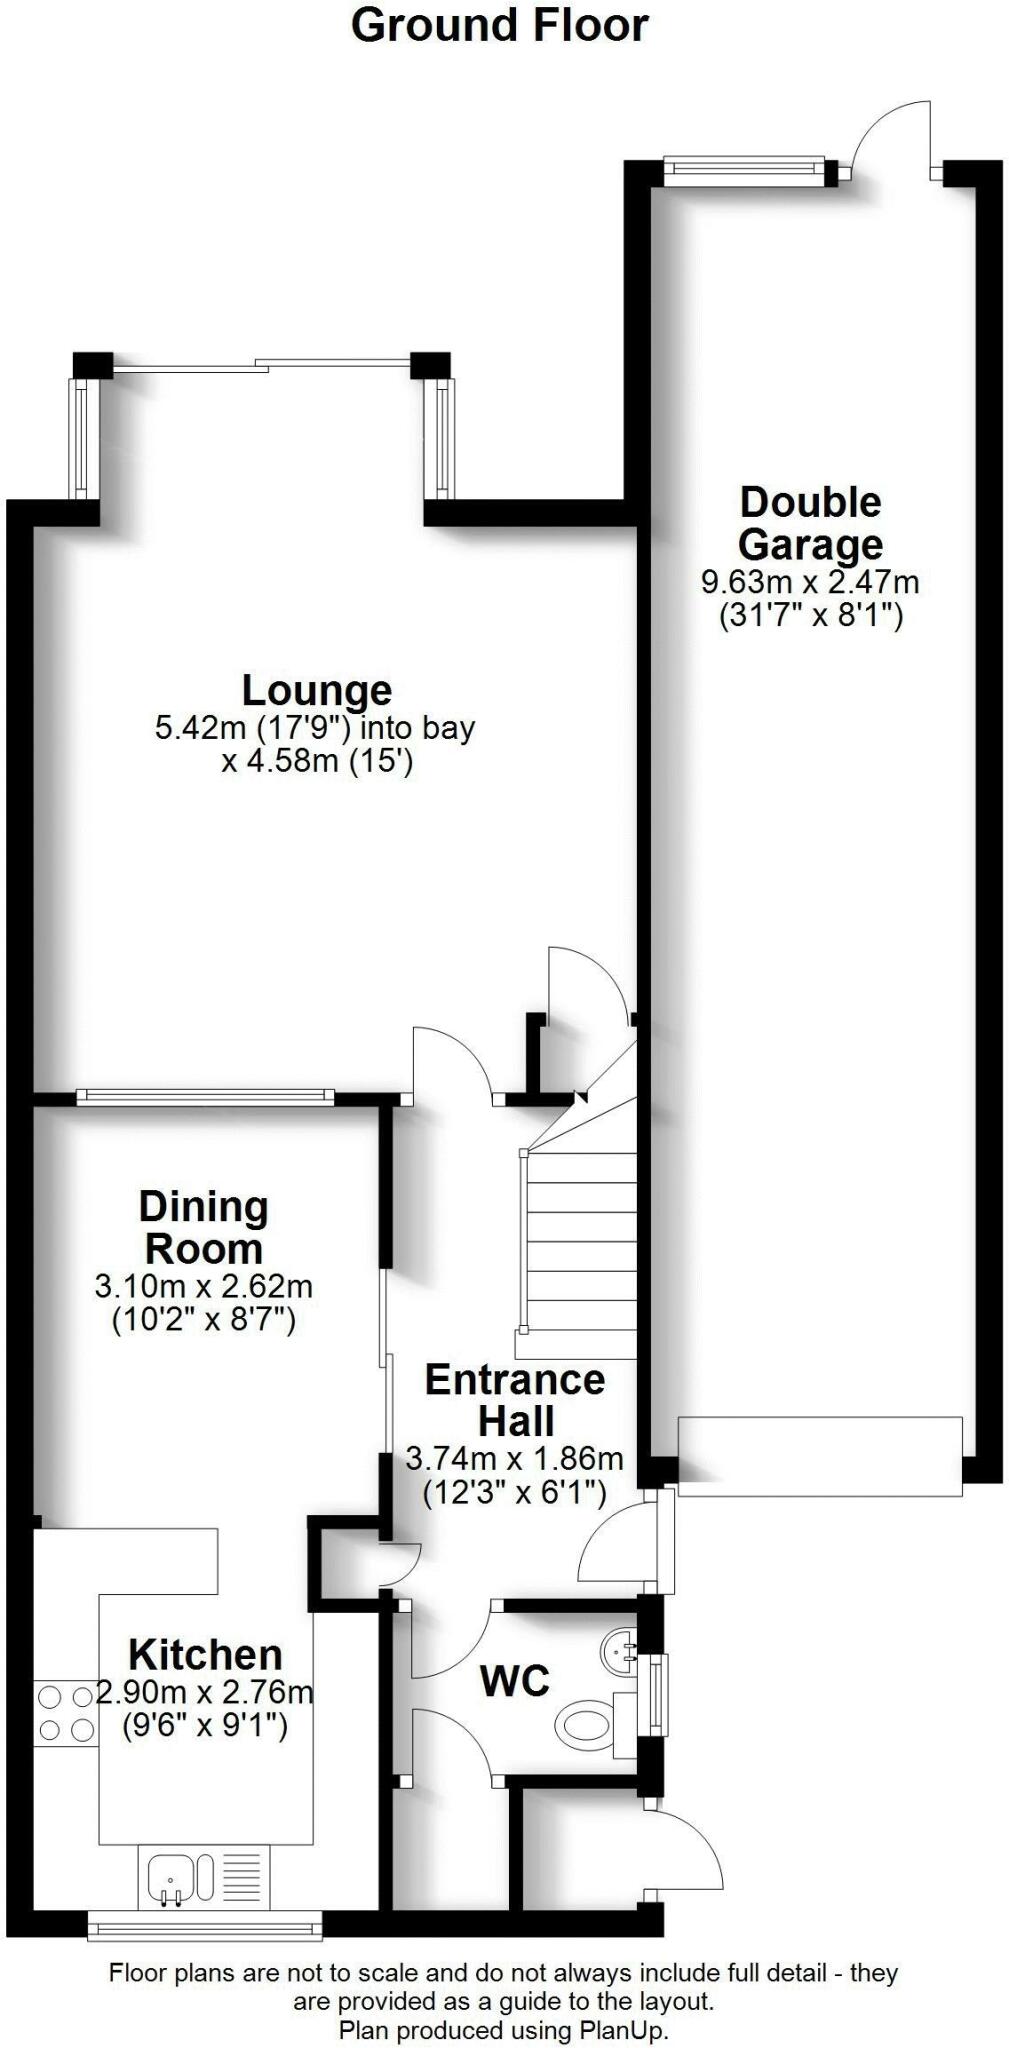 Ground Floor
Double
Garage
9.63m x 2.47m
(31'7" x 8'1")
Lounge
5.42m (17'9") into bay
x 4.58m (15')
Dining
Room
3.10m x 2.62m
(10'2" x 8'7")
Entrance
Hall
3.74m x 1.86m
(12'3" x 6'1")
Kitchen
2.90m x 2.76m
(9'6" x 9'1")
WC
Floor plans are not to scale and do not always include full detail - they
are provided as a guide to the layout.
Plan produced using PlanUp.